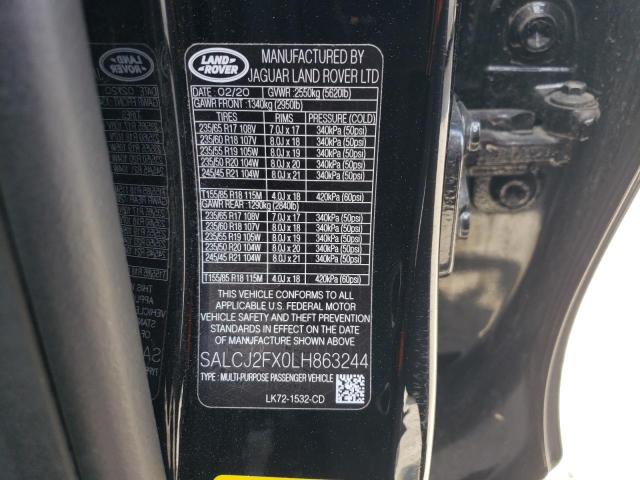 LAND ROVER
MANUFACTURED BY
JAGUAR LAND ROVER LTD
DATE : 02/20 GVWR : 2550kg (5620lb)
GAWR FRONT : 1340kg (2950lb)
TIRES RIMS PRESSURE (COLD)
235/65 R17 108V 7.0J x 17 340kPa (50psi)
235/60 R18 107V 8.0J x 18 340kPa (50psi)
235/55 R19 105W 8.0J x 19 340kPa (50psi)
235/50 R20 104W 8.0J x 20 340kPa (50psi)
245/45 R21 104W 8.0J x 21 340kPa (50psi)
T155/85 R18 115M 4.0J x 18 420kPa (60psi)
GAWR REAR : 1290kg (2840lb)
235/65 R17 108V 7.0J x 17 340kPa (50psi)
235/60 R18 107V 8.0J x 18 340kPa (50psi)
235/55 R19 105W 8.0J x 19 340kPa (50psi)
235/50 R20 104W 8.0J x 20 340kPa (50psi)
245/45 R21 104W 8.0J x 21 340kPa (50psi)
T155/85 R18 115M 4.0J x 18 420kPa (60psi)
THIS VEHICLE CONFORMS TO ALL
APPLICABLE U.S. FEDERAL MOTOR
VEHICLE SAFETY AND THEFT PREVENTION
STANDARDS IN EFFECT ON THE DATE
OF MANUFACTURE SHOWN ABOVE
SALCJ2FX0LH863244
TYPE : MULTI-PURPOSE PASSENGER VEHICLE
LK72-1532-CD